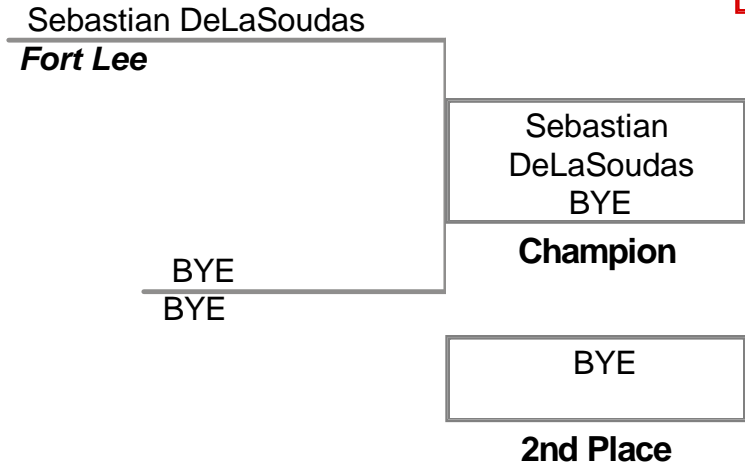 Sebastian DeLaSoudas
Fort Lee
Sebastian
DeLaSoudas
BYE
Champion
BYE
BYE
BYE
2nd Place